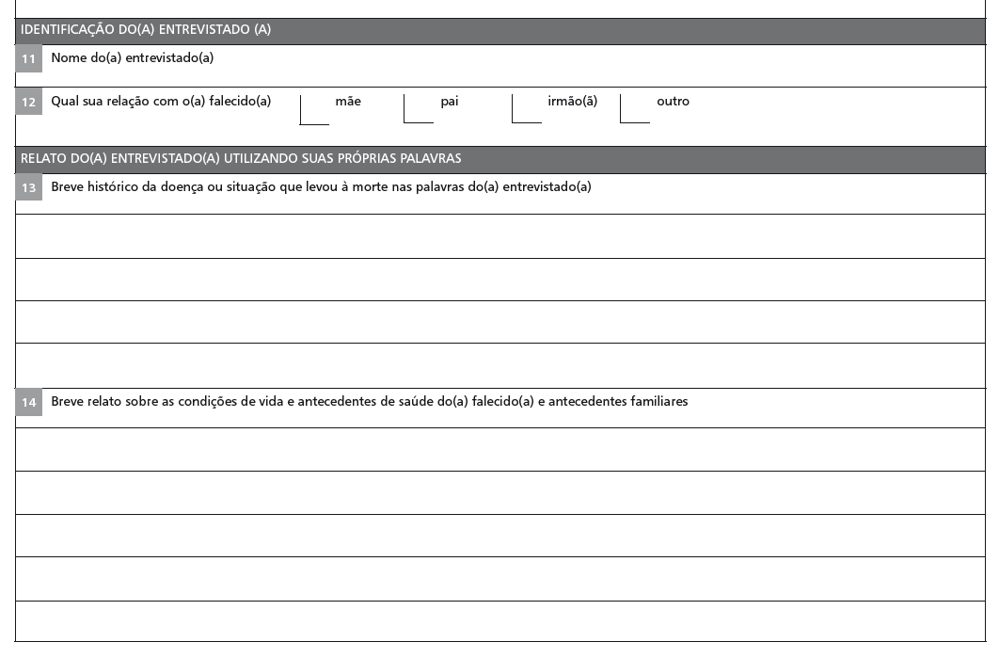 IDENTIFICAÇÃO DO(A) ENTREVISTADO (A)
11 Nome do(a) entrevistado(a)
12 Qual sua relação com o(a) falecido(a) mãe pai irmão(ã) outro
RELATO DO(A) ENTREVISTADO(A) UTILIZANDO SUAS PRÓPRIAS PALAVRAS
13 Breve histórico da doença ou situação que levou à morte nas palavras do(a) entrevistado(a)
14 Breve relato sobre as condições de vida e antecedentes de saúde do(a) falecido(a) e antecedentes familiares